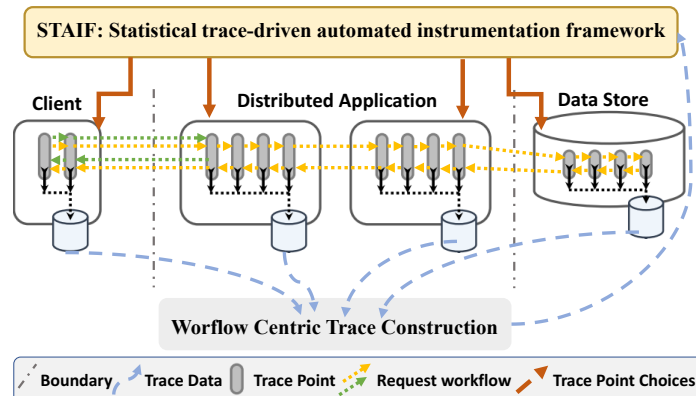 STAIF: Statistical trace-driven automated instrumentation framework
Client
Distributed Application
Data Store
Worflow Centric Trace Construction
Boundary
Trace Data
Trace Point
Request workflow
Trace Point Choices